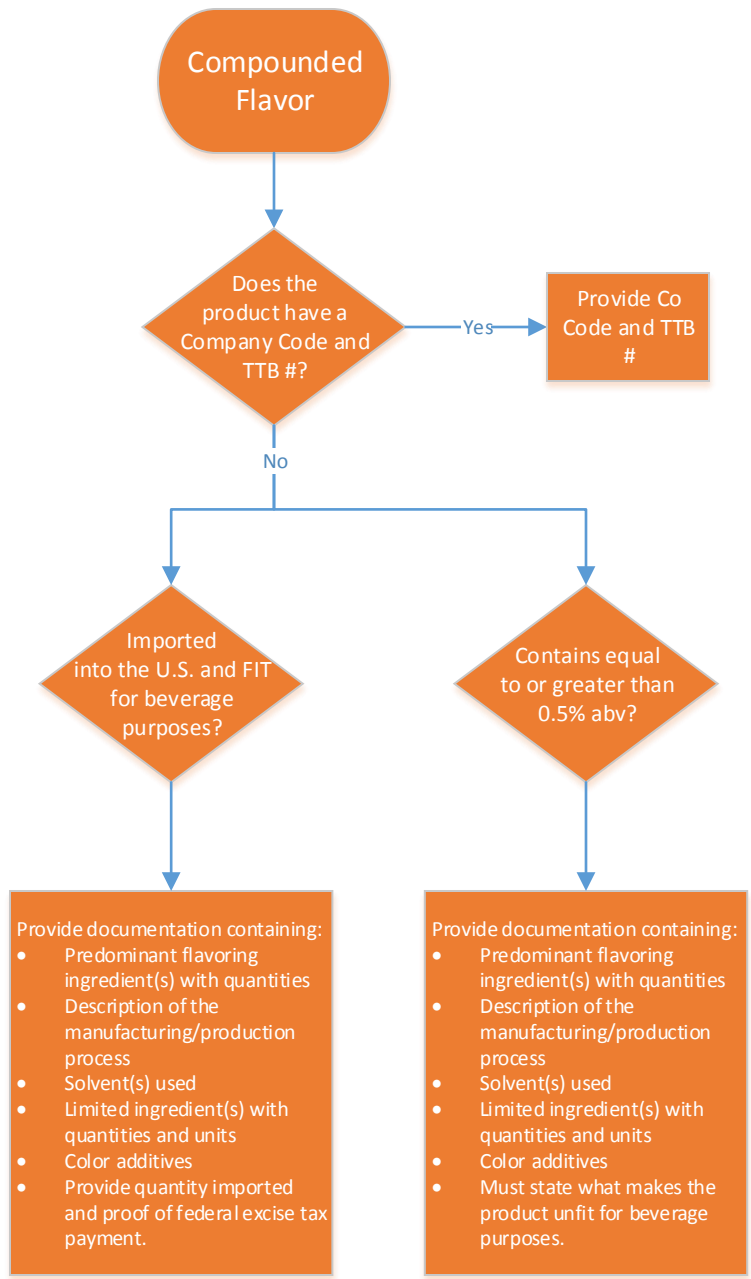 Compounded
Flavor
Does the
product have a
Company Code and
TTB #?
Yes
Provide Co
Code and TTB
#
No
Imported
into the U.S. and FIT
for beverage
purposes?
Contains equal
to or greater than
0.5% abv?
Provide documentation containing:
• Predominant flavoring
ingredient(s) with quantities
• Description of the
manufacturing/production
process
• Solvent(s) used
• Limited ingredient(s) with
quantities and units
• Color additives
• Provide quantity imported
and proof of federal excise tax
payment.
Provide documentation containing:
• Predominant flavoring
ingredient(s) with quantities
• Description of the
manufacturing/production
process
• Solvent(s) used
• Limited ingredient(s) with
quantities and units
• Color additives
• Must state what makes the
product unfit for beverage
purposes.